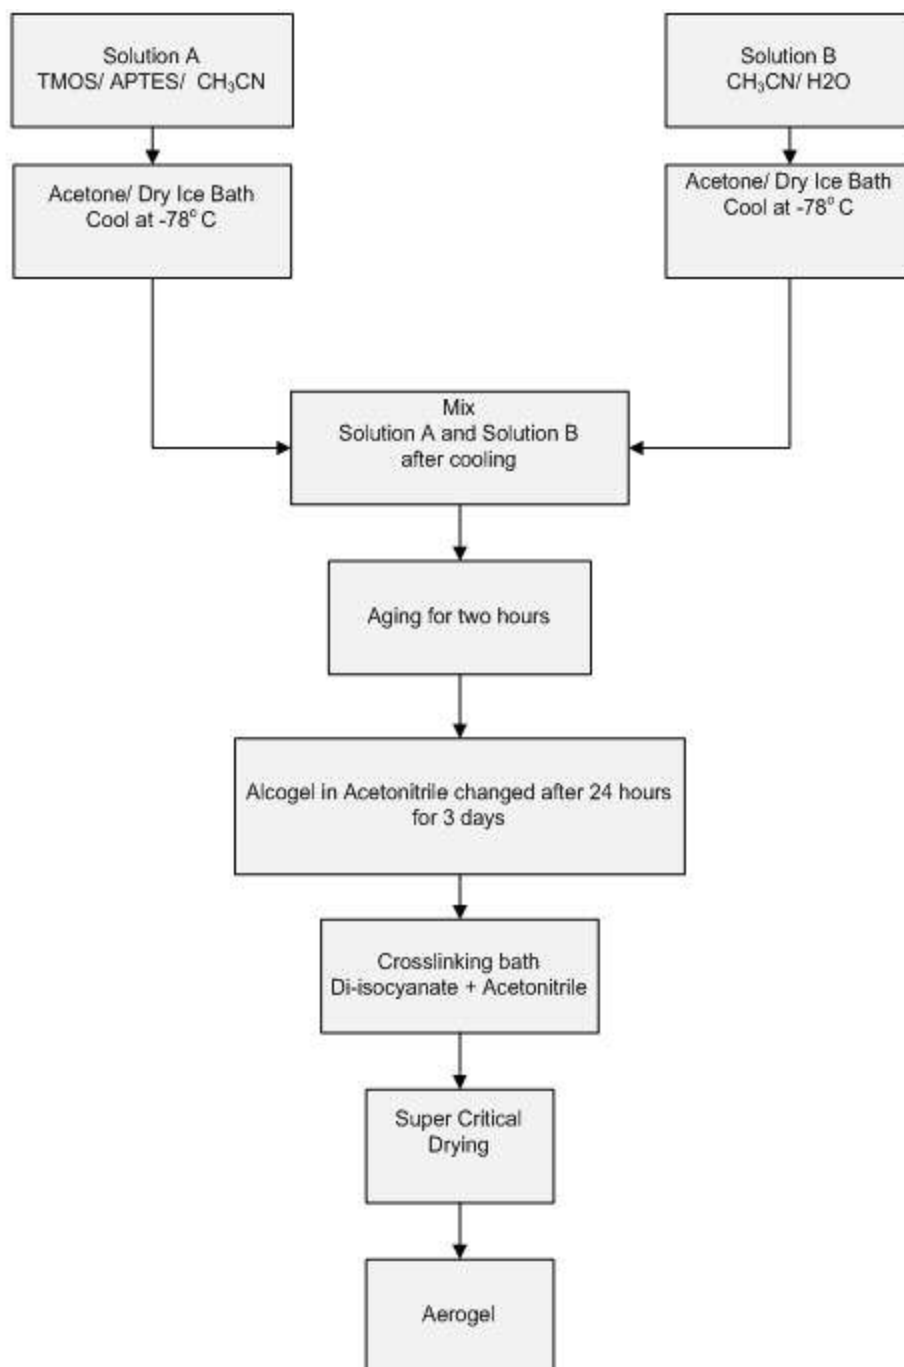 Solution A
TMOS/ APTES/ CH₃CN
Solution B
CH₃CN/ H2O
Acetone/ Dry Ice Bath
Cool at -78° C
Acetone/ Dry Ice Bath
Cool at -78° C
Mix
Solution A and Solution B
after cooling
Aging for two hours
Alcogel in Acetonitrile changed after 24 hours
for 3 days
Crosslinking bath
Di-isocyanate + Acetonitrile
Super Critical
Drying
Aerogel